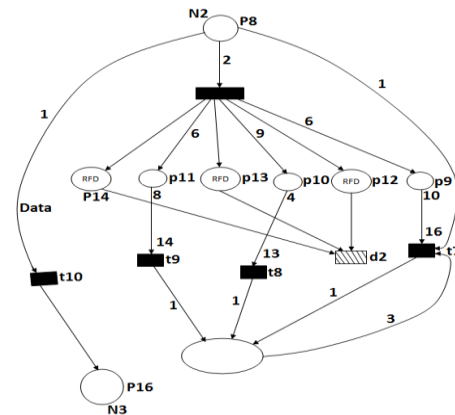 N2 P8
2
1
1
6
9
6
RFD
P14
p11
RFD
p13
p10
RFD
p12
p9
8
4
10
Data
14
t9
13
t8
d2
16
t7
t10
1
1
1
3
P16
N3